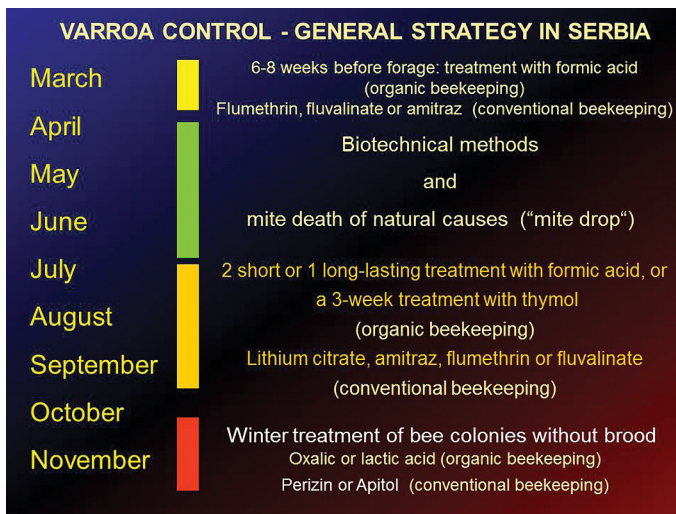 VARROA CONTROL - GENERAL STRATEGY IN SERBIA
March
6-8 weeks before forage: treatment with formic acid
(organic beekeeping)
Flumethrin, fluvalinate or amitraz (conventional beekeeping)
April
Biotechnical methods
May
and
June
mite death of natural causes (“mite drop“)
July
2 short or 1 long-lasting treatment with formic acid, or
a 3-week treatment with thymol
August
(organic beekeeping)
September
Lithium citrate, amitraz, flumethrin or fluvalinate
(conventional beekeeping)
October
Winter treatment of bee colonies without brood
November
Oxalic or lactic acid (organic beekeeping)
Perizin or Apitol (conventional beekeeping)